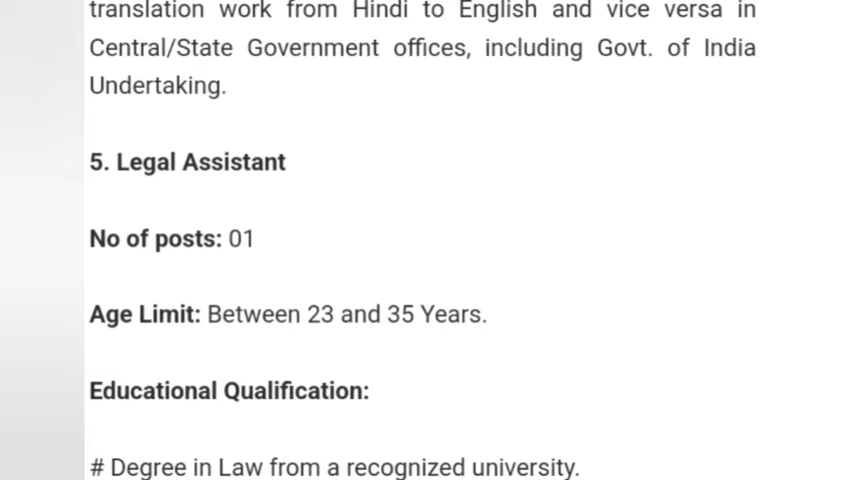 translation work from Hindi to English and vice versa in
Central/State Government offices, including Govt. of India
Undertaking.
5. Legal Assistant
No of posts: 01
Age Limit: Between 23 and 35 Years.
Educational Qualification:
# Degree in Law from a recognized university.